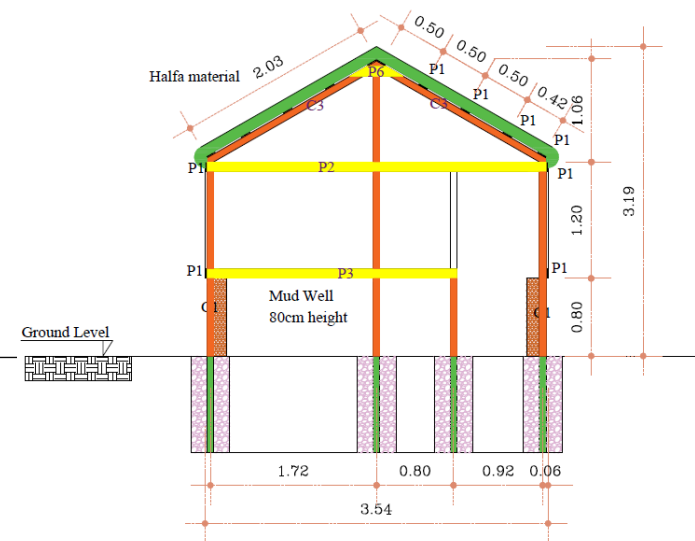 0.50
0.50
0.50
0.42
2.03
Halfa material
P6
P1
P1
P1
P1
C3
C3
1.06
P1
P2
P1
3.19
1.20
P1
P3
P1
Mud Well
80cm height
C1
C1
0.80
Ground Level
1.72
0.80
0.92
0.06
3.54